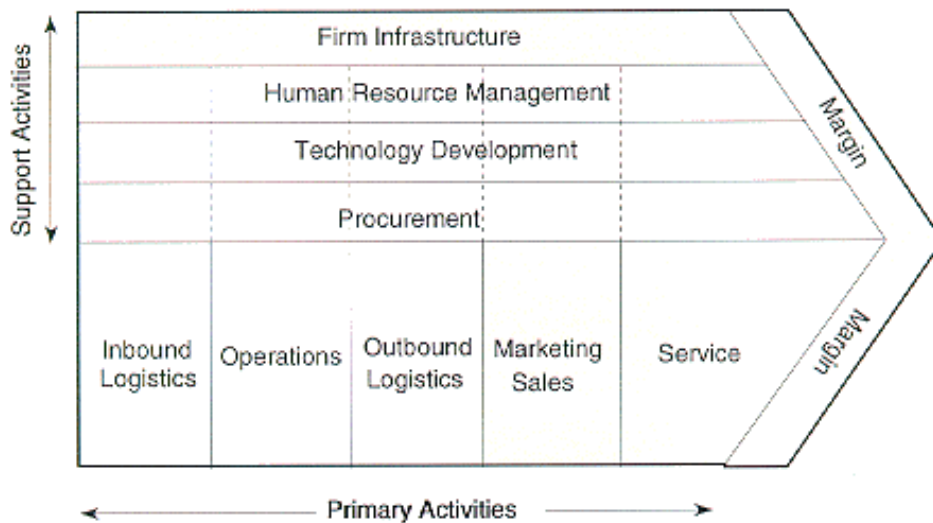 Support Activities
Firm Infrastructure
Human Resource Management
Technology Development
Procurement
Margin
Inbound
Logistics
Operations
Outbound
Logistics
Marketing
Sales
Service
Margin
Primary Activities